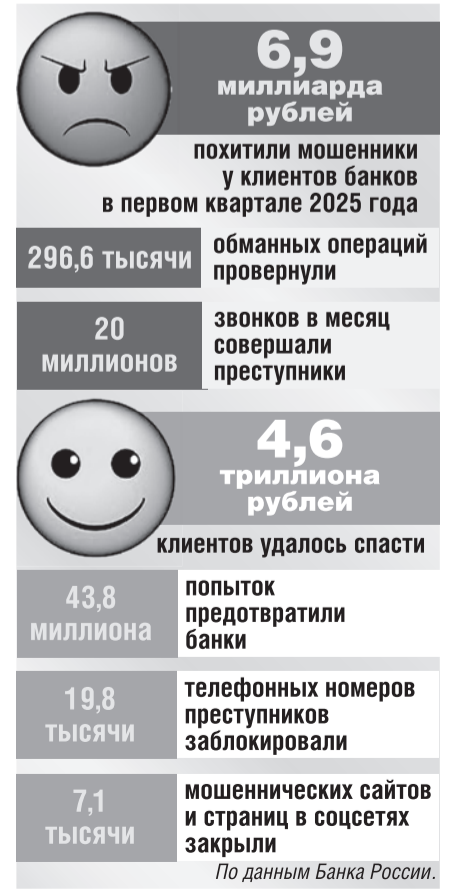 6,9
миллиарда
рублей
похитили мошенники
у клиентов банков
в первом квартале 2025 года
296,6 тысячи
обманных операций
провернули
20
миллионов
звонков в месяц
совершали
преступники
4,6
триллиона
рублей
клиентов удалось спасти
43,8
миллиона
попыток
предотвратили
банки
19,8
тысячи
телефонных номеров
преступников
заблокировали
7,1
тысячи
мошеннических сайтов
и страниц в соцсетях
закрыли
По данным Банка России.